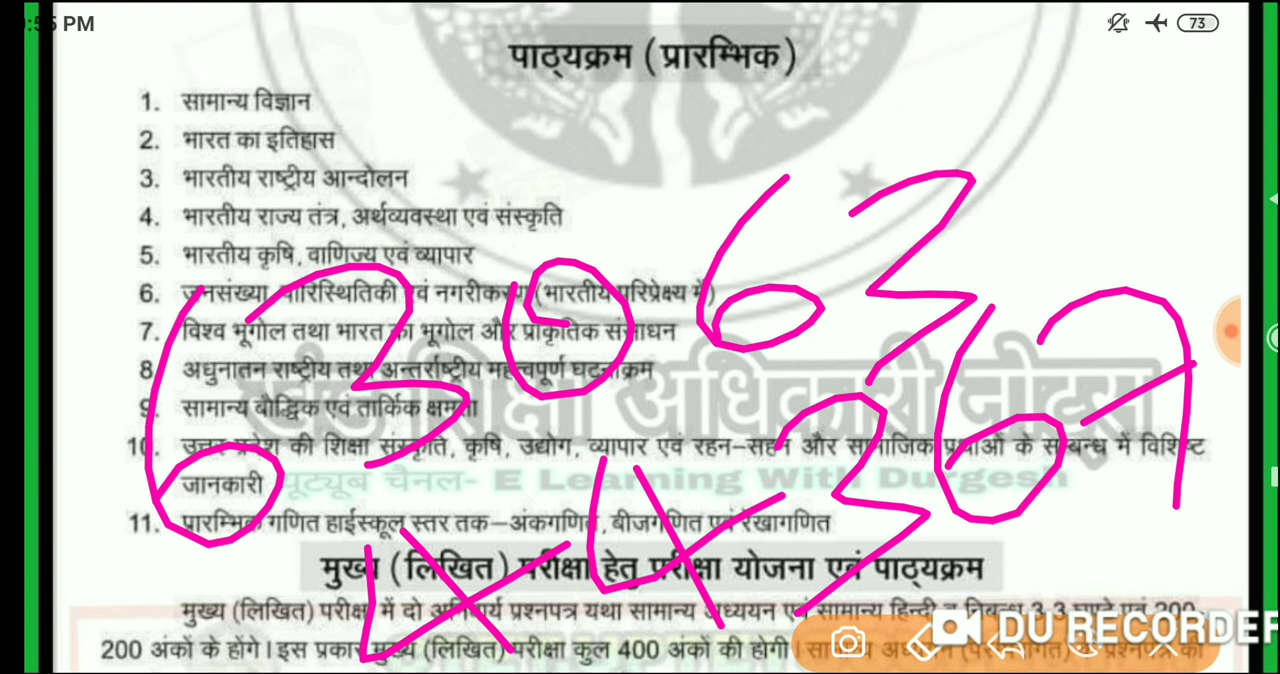 :55 PM
73
पाठ्यक्रम (प्रारम्भिक)
1. सामान्य विज्ञान
2. भारत का इतिहास
3. भारतीय राष्ट्रीय आन्दोलन
4. भारतीय राज्य तंत्र, अर्थव्यवस्था एवं संस्कृति
5. भारतीय कृषि, वाणिज्य एवं व्यापार
6. जनसंख्या, पारिस्थितिकी एवं नगरीकरण (भारतीय परिप्रेक्ष्य में)
7. विश्व भूगोल तथा भारत का भूगोल और प्राकृतिक संसाधन
8. अधुनातन राष्ट्रीय तथा अन्तर्राष्ट्रीय महत्वपूर्ण घटनाक्रम
खंड शिक्षा अधिकारी नोट्स
9. सामान्य बौद्धिक एवं तार्किक क्षमता
10. उत्तर प्रदेश की शिक्षा संस्कृति, कृषि, उद्योग, व्यापार एवं रहन-सहन और सामाजिक प्रथाओं के सम्बन्ध में विशिष्ट
जानकारी
यूट्यूब चैनल- E Learning With Durgesh
11. प्रारम्भिक गणित हाईस्कूल स्तर तक-अंकगणित, बीजगणित एवं रेखागणित
मुख्य (लिखित) परीक्षा हेतु परीक्षा योजना एवं पाठ्यक्रम
मुख्य (लिखित) परीक्षा में दो अनिवार्य प्रश्नपत्र यथा सामान्य अध्ययन एवं सामान्य हिन्दी व निबन्ध 3-3 घण्टे एवं 200-
200 अंकों के होंगे। इस प्रकार मुख्य (लिखित) परीक्षा कुल 400 अंकों की होगी।
DU RECORDER
63